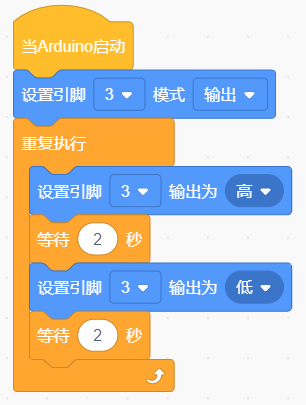 当Arduino启动
设置引脚 3 模式 输出
重复执行
设置引脚 3 输出为 高
等待 2 秒
设置引脚 3 输出为 低
等待 2 秒